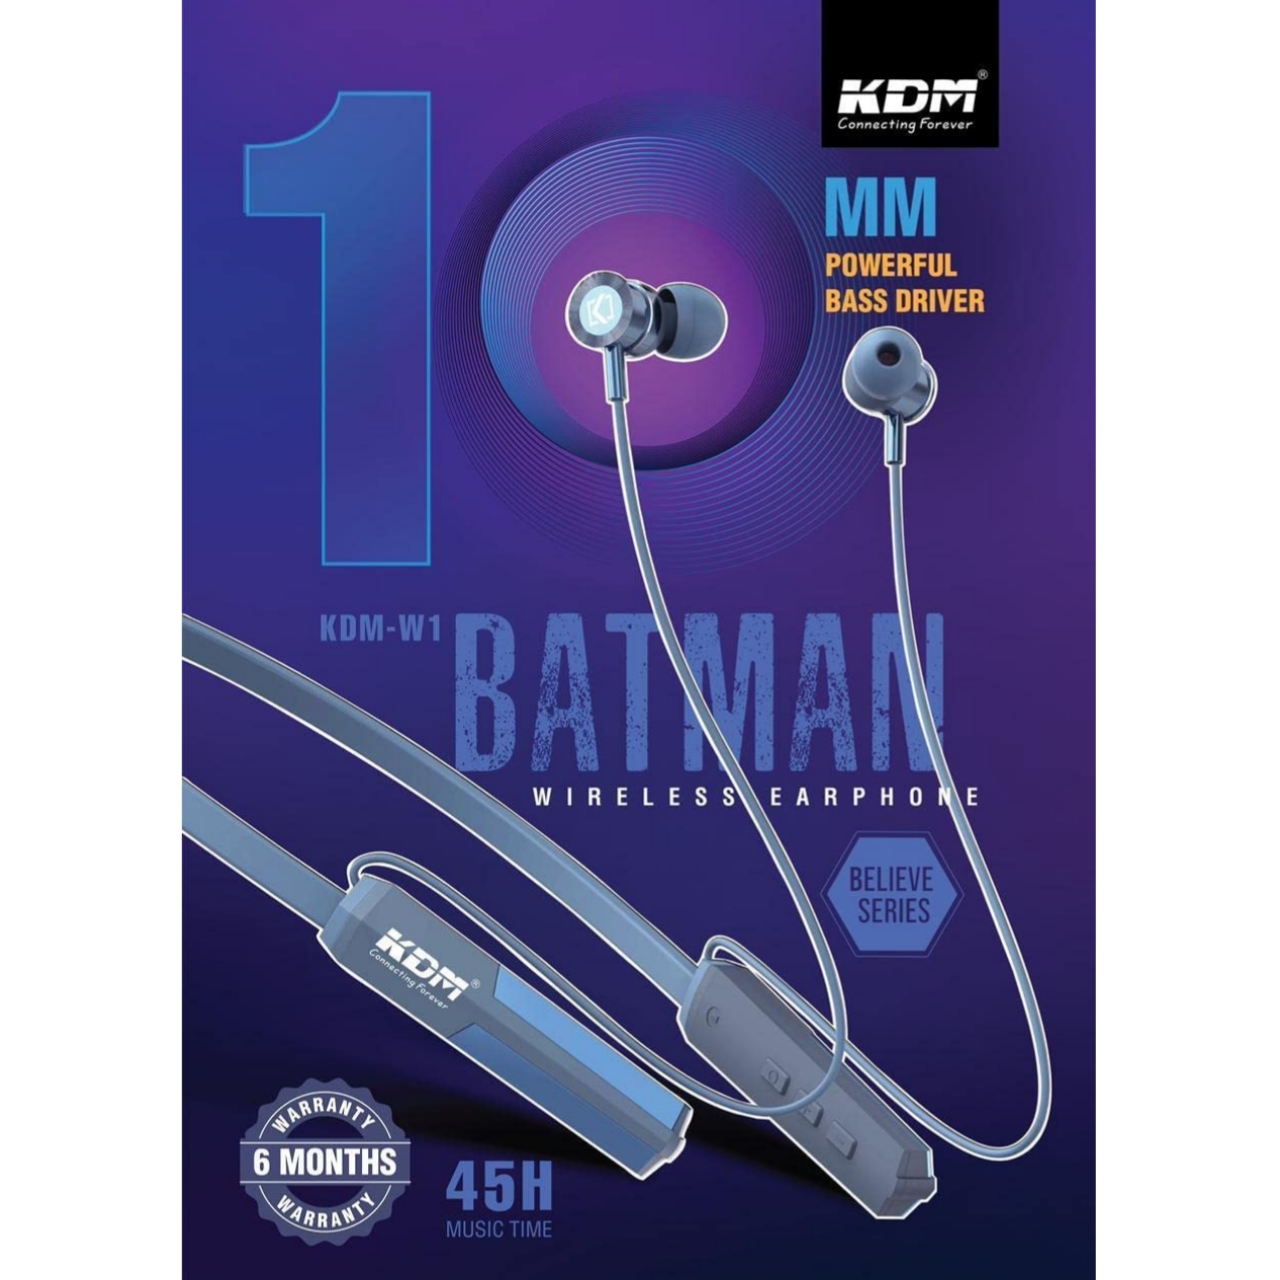 KDM®
Connecting Forever
10
MM
POWERFUL
BASS DRIVER
KDM-W1
BATMAN
WIRELESS EARPHONE
BELIEVE
SERIES
KDM®
Connecting Forever
WARRANTY
6 MONTHS
WARRANTY
45H
MUSIC TIME